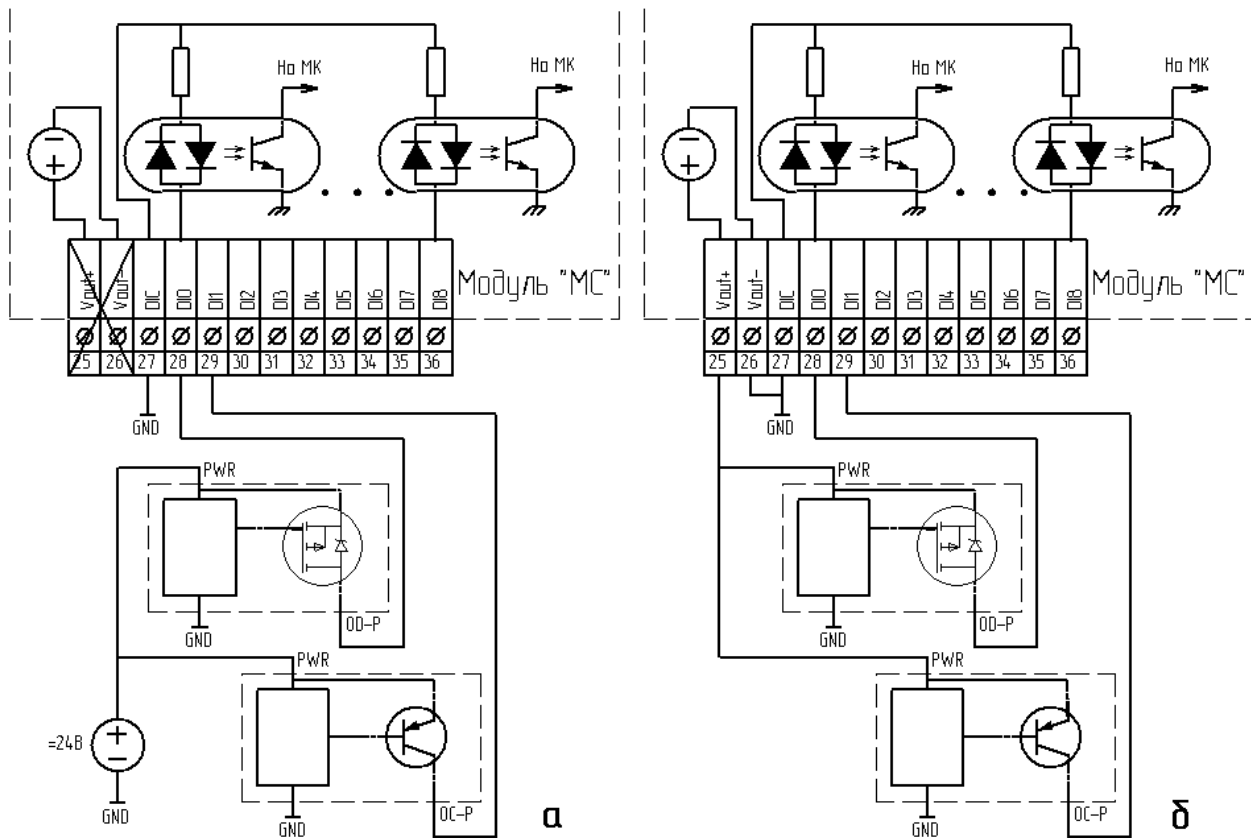 На МК
На МК
На МК
На МК
Vout+
Vout-
DIC
DI0
DI1
DI2
DI3
DI4
DI5
DI6
DI7
DI8
Модуль "МС"
Vout+
Vout-
DIC
DI0
DI1
DI2
DI3
DI4
DI5
DI6
DI7
DI8
Модуль "МС"
25 26 27 28 29 30 31 32 33 34 35 36
25 26 27 28 29 30 31 32 33 34 35 36
GND
GND
PWR
PWR
GND
OD-P
GND
OD-P
PWR
PWR
=24В
+
−
GND
GND
OC-P
а
GND
OC-P
б